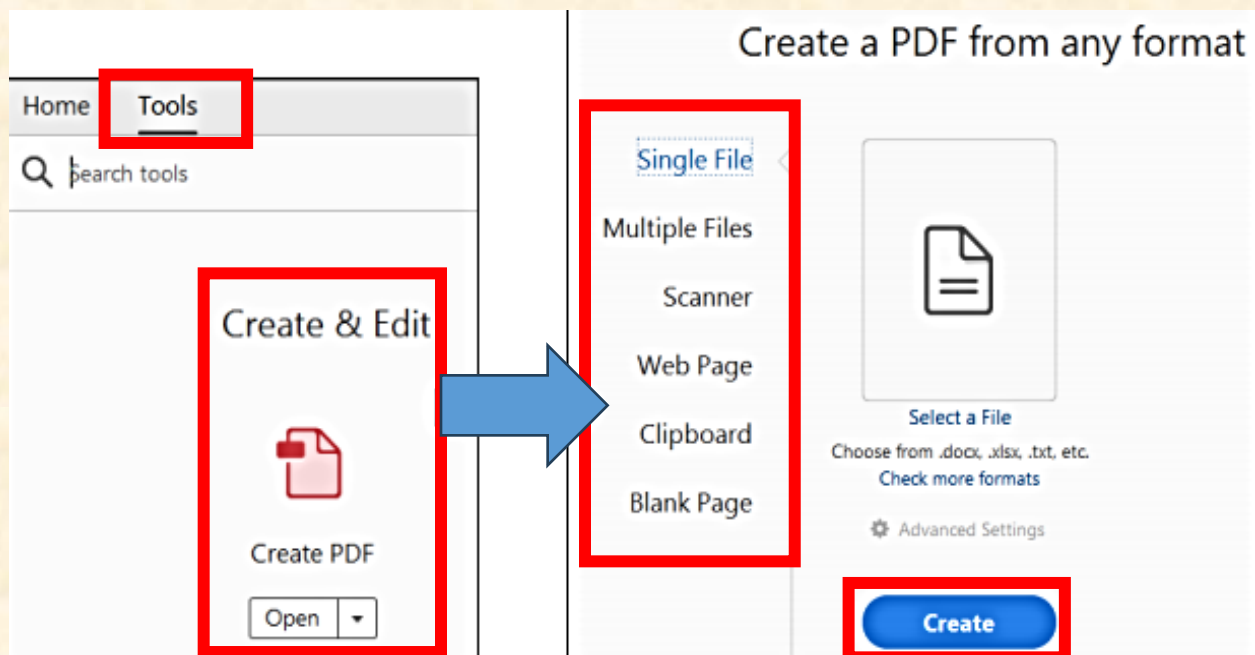 Home Tools
Search tools
Create & Edit
Create PDF
Open
Create a PDF from any format
Single File
Multiple Files
Scanner
Web Page
Clipboard
Blank Page
Select a File
Choose from .docx, .xlsx, .txt, etc.
Check more formats
Advanced Settings
Create